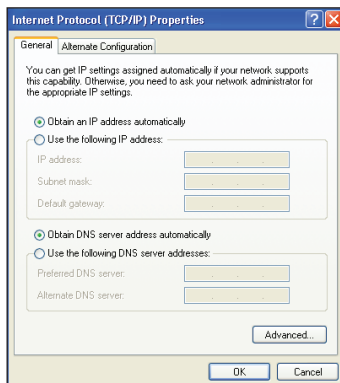 Internet Protocol (TCP/IP) Properties
General
Alternate Configuration
You can get IP settings assigned automatically if your network supports
this capability. Otherwise, you need to ask your network administrator for
the appropriate IP settings.
Obtain an IP address automatically
Use the following IP address:
IP address:
Subnet mask:
Default gateway:
Obtain DNS server address automatically
Use the following DNS server addresses:
Preferred DNS server:
Alternate DNS server:
Advanced...
OK
Cancel